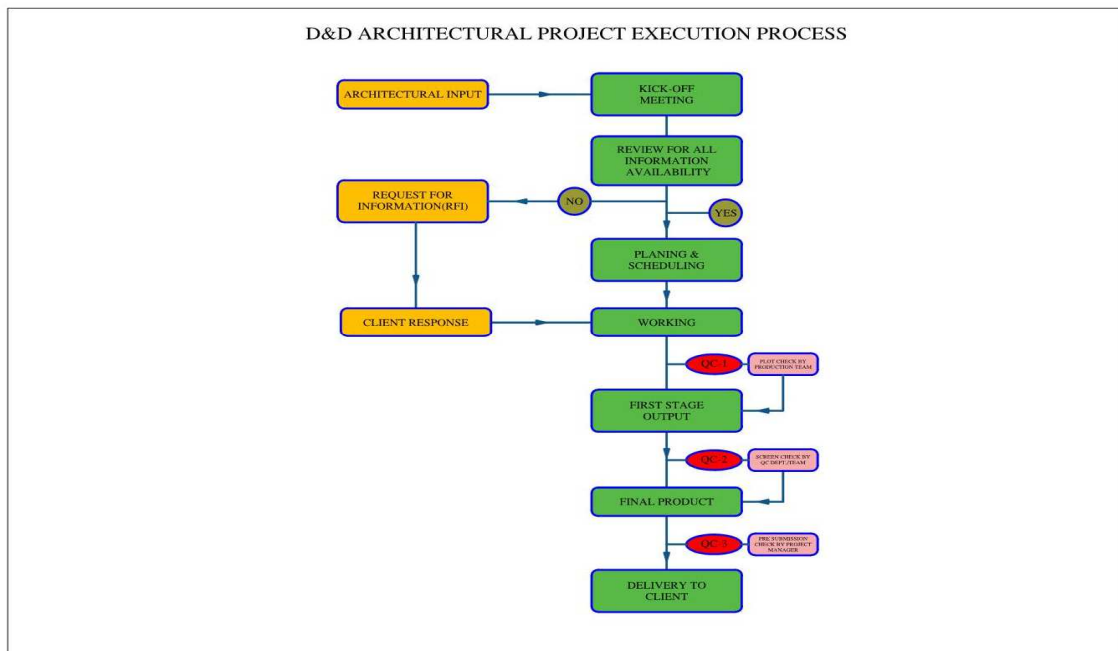 D&D ARCHITECTURAL PROJECT EXECUTION PROCESS
ARCHITECTURAL INPUT
KICK-OFF
MEETING
REVIEW FOR ALL
INFORMATION
AVAILABILITY
REQUEST FOR
INFORMATION(RFI)
NO
YES
PLANING &
SCHEDULING
CLIENT RESPONSE
WORKING
QC-1
PLOT CHECK BY
PRODUCTION TEAM
FIRST STAGE
OUTPUT
QC-2
SCREEN CHECK BY
QC DEPT./TEAM
FINAL PRODUCT
QC-3
PRE SUBMISSION
CHECK BY PROJECT
MANAGER
DELIVERY TO
CLIENT